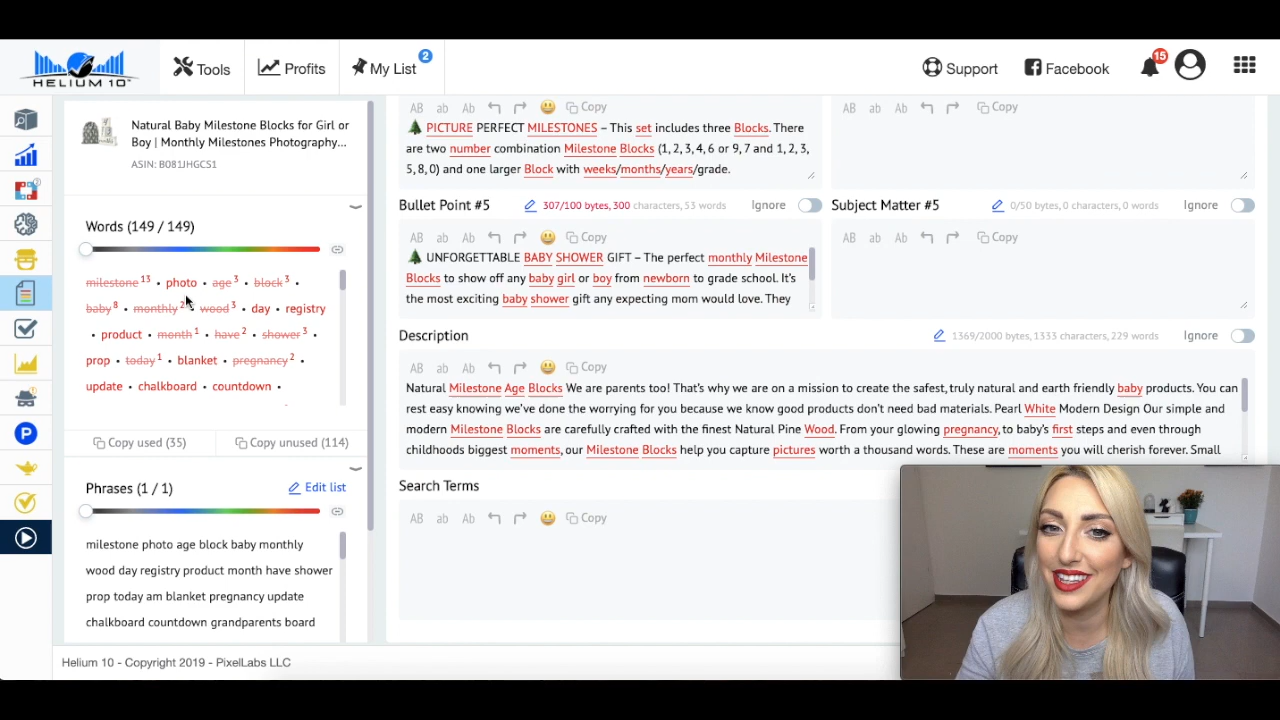 HELIUM 10™
Tools
Profits
My List
2
Support
Facebook
15
Natural Baby Milestone Blocks for Girl or
Boy | Monthly Milestones Photography...
ASIN: B081JHGCS1
Words (149 / 149)
milestone 13 • photo • age 3 • block 3 •
baby 8 • monthly 2 • wood 3 • day • registry
• product • month 1 • have 2 • shower 3 •
prop • today 1 • blanket • pregnancy 2 •
update • chalkboard • countdown •
Copy used (35)
Copy unused (114)
Phrases (1 / 1)
Edit list
milestone photo age block baby monthly
wood day registry product month have shower
prop today am blanket pregnancy update
chalkboard countdown grandparents board
AB ab Ab Copy
🌲 PICTURE PERFECT MILESTONES – This set includes three Blocks. There
are two number combination Milestone Blocks (1, 2, 3, 4, 6 or 9, 7 and 1, 2, 3,
5, 8, 0) and one larger Block with weeks/months/years/grade.
AB ab Ab Copy
Bullet Point #5 307/100 bytes, 300 characters, 53 words Ignore
Subject Matter #5 0/50 bytes, 0 characters, 0 words Ignore
AB ab Ab Copy
🌲 UNFORGETTABLE BABY SHOWER GIFT – The perfect monthly Milestone
Blocks to show off any baby girl or boy from newborn to grade school. It's
the most exciting baby shower gift any expecting mom would love. They
AB ab Ab Copy
Description 1369/2000 bytes, 1333 characters, 229 words Ignore
AB ab Ab Copy
Natural Milestone Age Blocks We are parents too! That's why we are on a mission to create the safest, truly natural and earth friendly baby products. You can
rest easy knowing we've done the worrying for you because we know good products don't need bad materials. Pearl White Modern Design Our simple and
modern Milestone Blocks are carefully crafted with the finest Natural Pine Wood. From your glowing pregnancy, to baby's first steps and even through
childhoods biggest moments, our Milestone Blocks help you capture pictures worth a thousand words. These are moments you will cherish forever. Small
Search Terms
AB ab Ab Copy
Helium 10 - Copyright 2019 - PixelLabs LLC